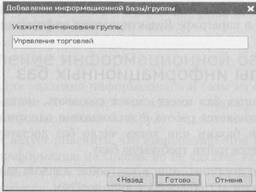 Добавление информационной базы/группы
Укажите наименование группы:
Управление торговлей
< Назад
Готово
Отмена